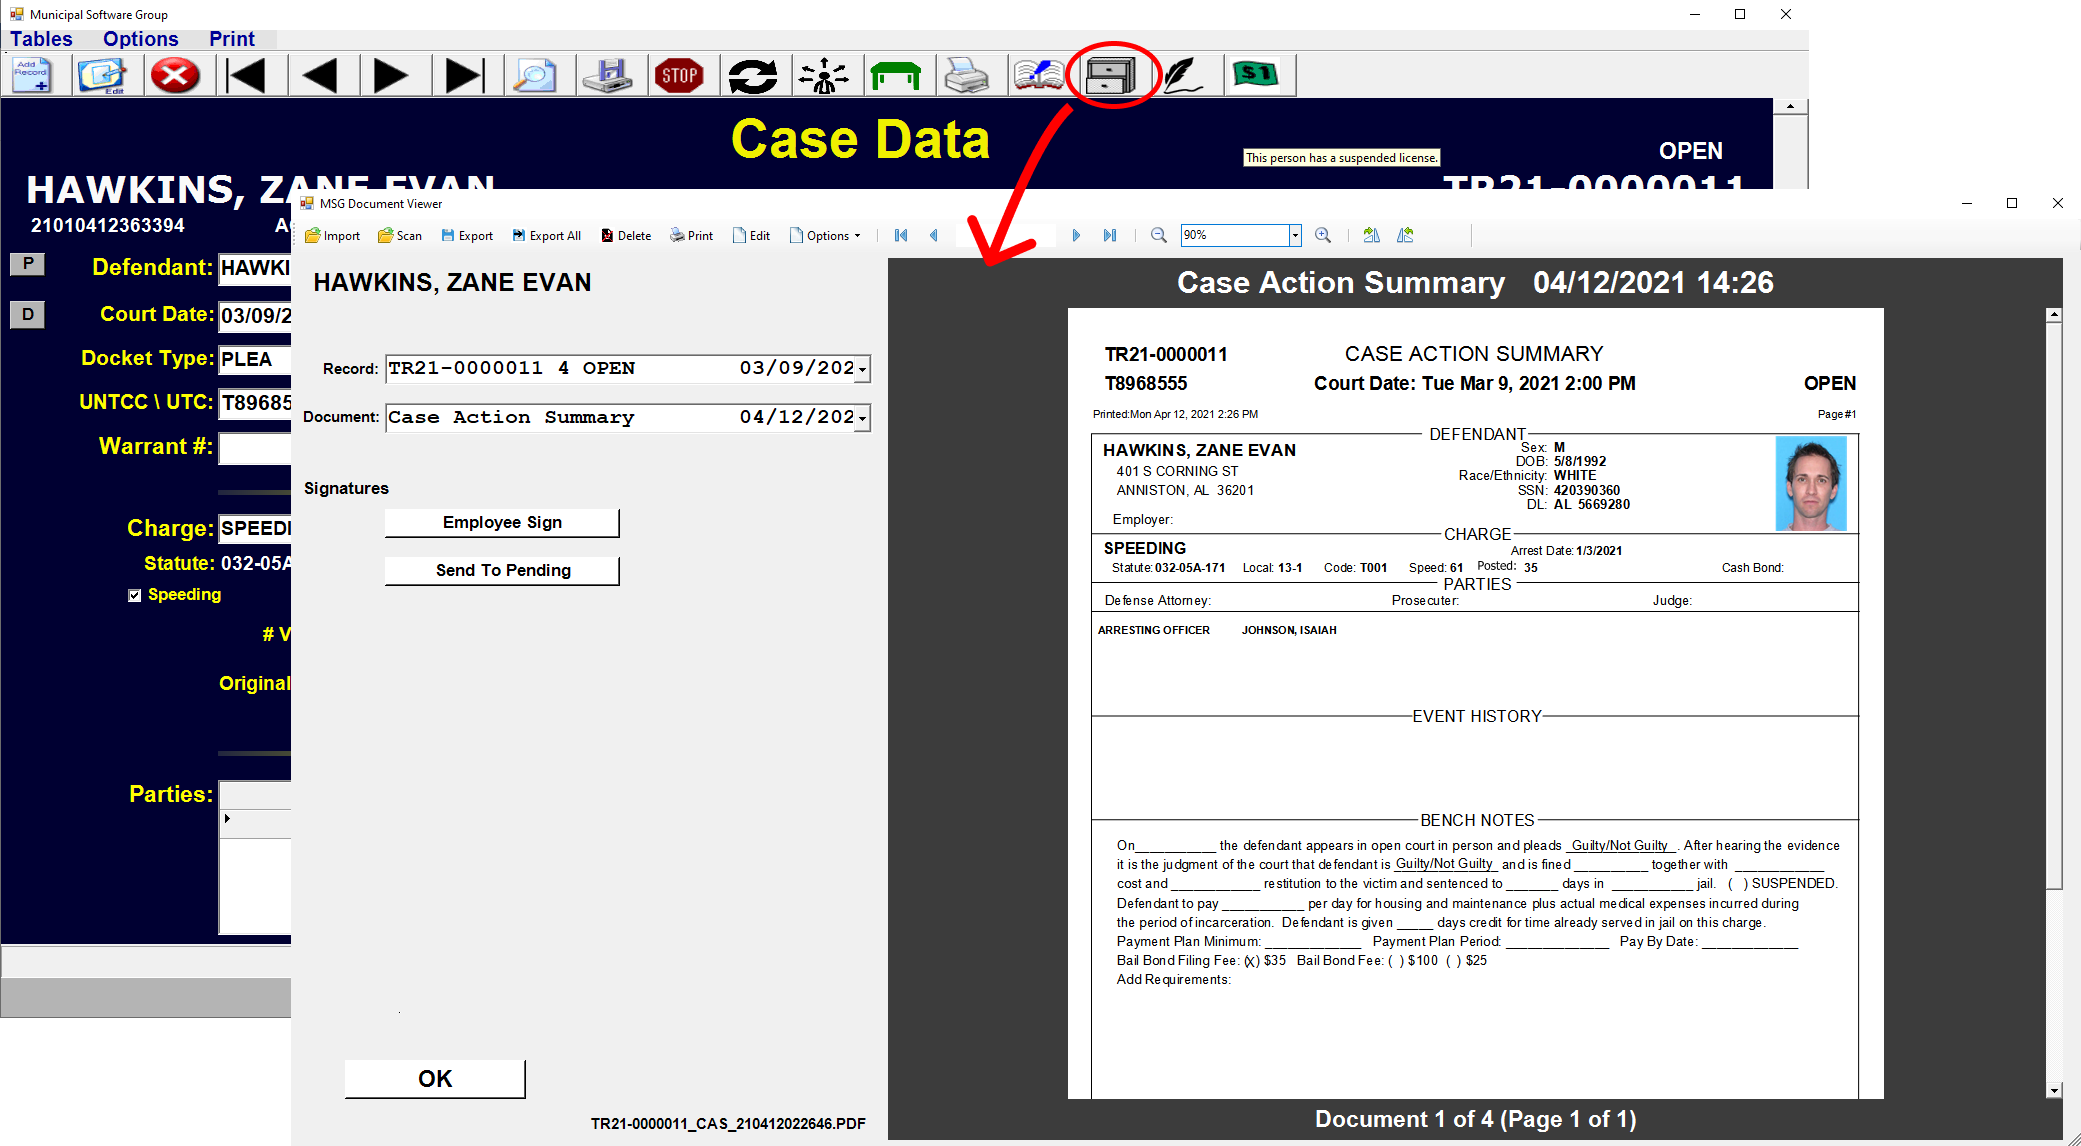 Municipal Software Group
Tables Options Print
Add Record
Edit
STOP
$1
Case Data
This person has a suspended license.
OPEN
HAWKINS, ZANE EVAN
TR21-0000011
21010412363394
P
Defendant: HAWKI
D
Court Date: 03/09/2
Docket Type: PLEA
UNTCC \ UTC: T89685
Warrant #:
Charge: SPEEDI
Statute: 032-05A
Speeding
# V
Original
Parties:
MSG Document Viewer
Import Scan Export Export All Delete Print Edit Options 90%
HAWKINS, ZANE EVAN
Record: TR21-0000011 4 OPEN 03/09/202
Document: Case Action Summary 04/12/202
Signatures
Employee Sign
Send To Pending
OK
TR21-0000011_CAS_210412022646.PDF
Case Action Summary 04/12/2021 14:26
TR21-0000011 CASE ACTION SUMMARY
T8968555 Court Date: Tue Mar 9, 2021 2:00 PM OPEN
Printed:Mon Apr 12, 2021 2:26 PM Page#1
DEFENDANT
HAWKINS, ZANE EVAN
401 S CORNING ST
ANNISTON, AL 36201
Employer:
Sex: M
DOB: 5/8/1992
Race/Ethnicity: WHITE
SSN: 420390360
DL: AL 5669280
CHARGE
SPEEDING Arrest Date: 1/3/2021
Statute: 032-05A-171 Local: 13-1 Code: T001 Speed: 61 Posted: 35 Cash Bond:
PARTIES
Defense Attorney: Prosecuter: Judge:
ARRESTING OFFICER JOHNSON, ISAIAH
EVENT HISTORY
BENCH NOTES
On___________ the defendant appears in open court in person and pleads _Guilty/Not Guilty_. After hearing the evidence
it is the judgment of the court that defendant is Guilty/Not Guilty and is fined __________ together with ____________
cost and ____________ restitution to the victim and sentenced to _______ days in ___________ jail. ( ) SUSPENDED.
Defendant to pay ___________ per day for housing and maintenance plus actual medical expenses incurred during
the period of incarceration. Defendant is given _____ days credit for time already served in jail on this charge.
Payment Plan Minimum: _____________ Payment Plan Period: ______________ Pay By Date: _____________
Bail Bond Filing Fee: (X) $35 Bail Bond Fee: ( ) $100 ( ) $25
Add Requirements:
Document 1 of 4 (Page 1 of 1)